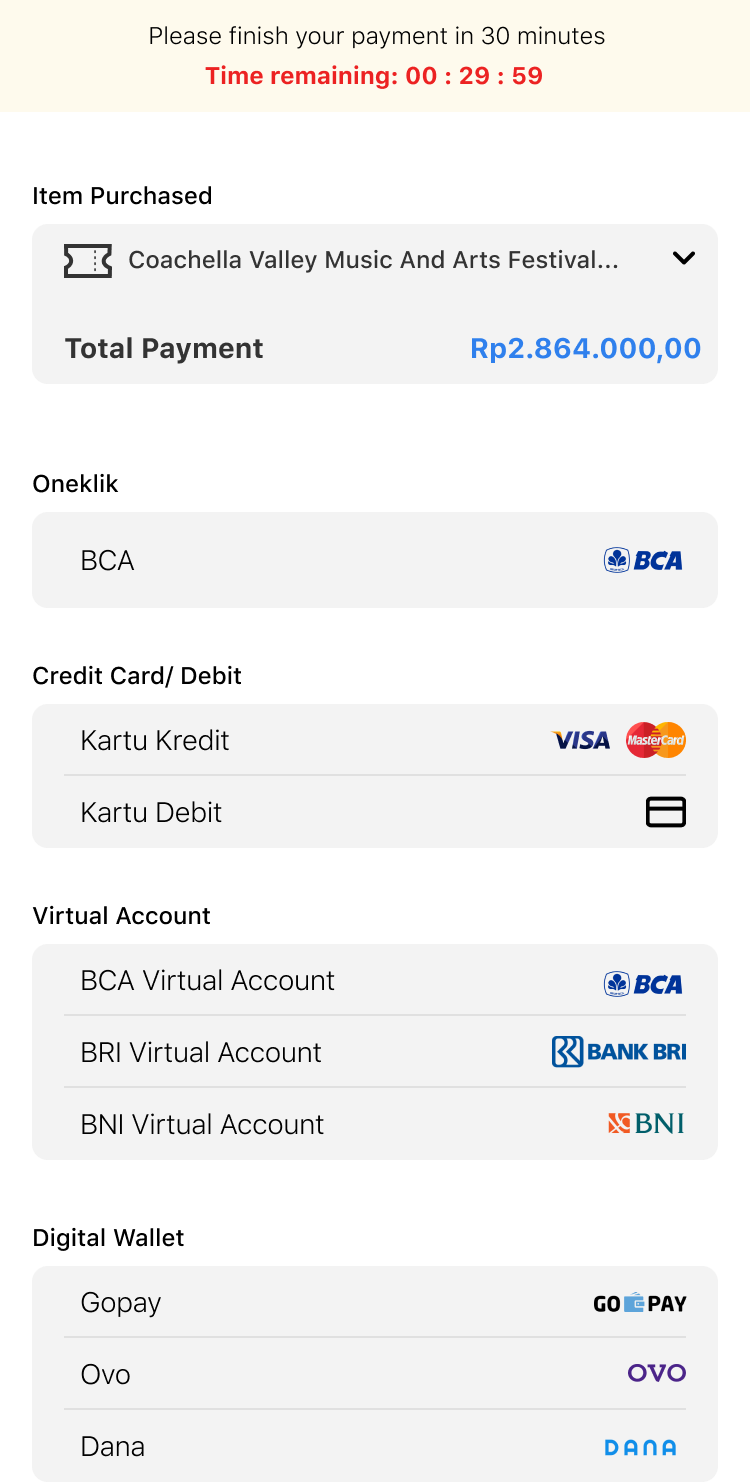 Please finish your payment in 30 minutes
Time remaining: 00 : 29 : 59
Item Purchased
Coachella Valley Music And Arts Festival...
Total Payment Rp2.864.000,00
Oneklik
BCA BCA
Credit Card/ Debit
Kartu Kredit VISA MasterCard
Kartu Debit
Virtual Account
BCA Virtual Account BCA
BRI Virtual Account BANK BRI
BNI Virtual Account BNI
Digital Wallet
Gopay GO PAY
Ovo OVO
Dana DANA